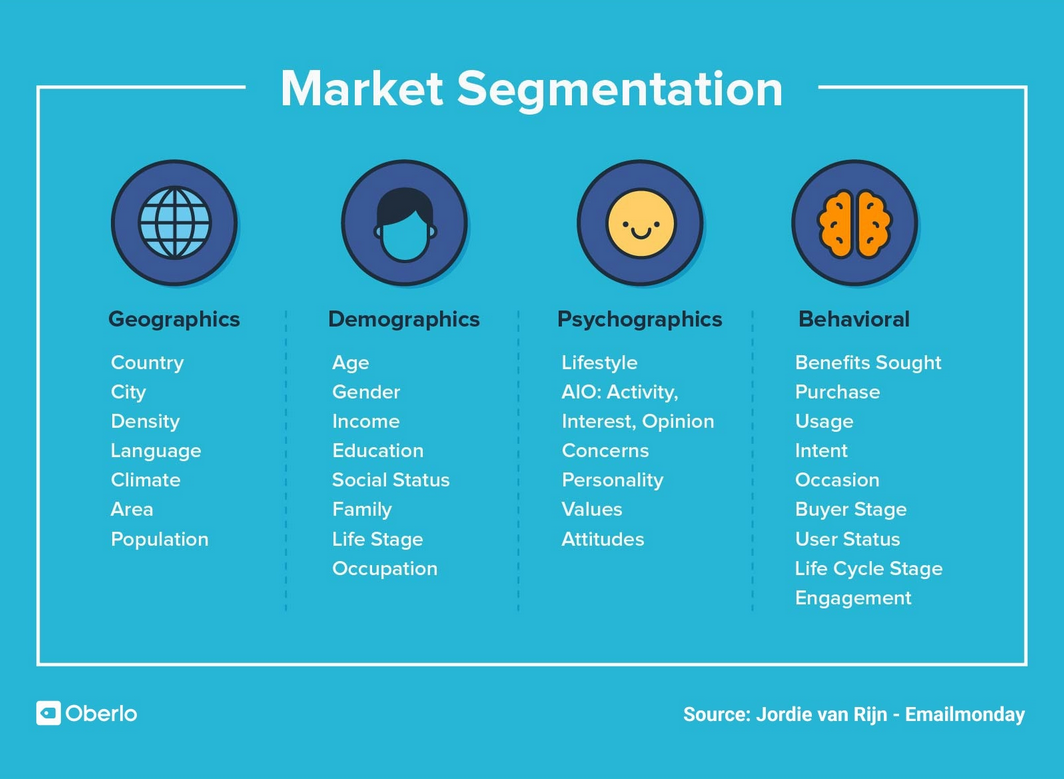 Market Segmentation
Geographics
Country
City
Density
Language
Climate
Area
Population
Demographics
Age
Gender
Income
Education
Social Status
Family
Life Stage
Occupation
Psychographics
Lifestyle
AIO: Activity,
Interest, Opinion
Concerns
Personality
Values
Attitudes
Behavioral
Benefits Sought
Purchase
Usage
Intent
Occasion
Buyer Stage
User Status
Life Cycle Stage
Engagement
Oberlo
Source: Jordie van Rijn - Emailmonday